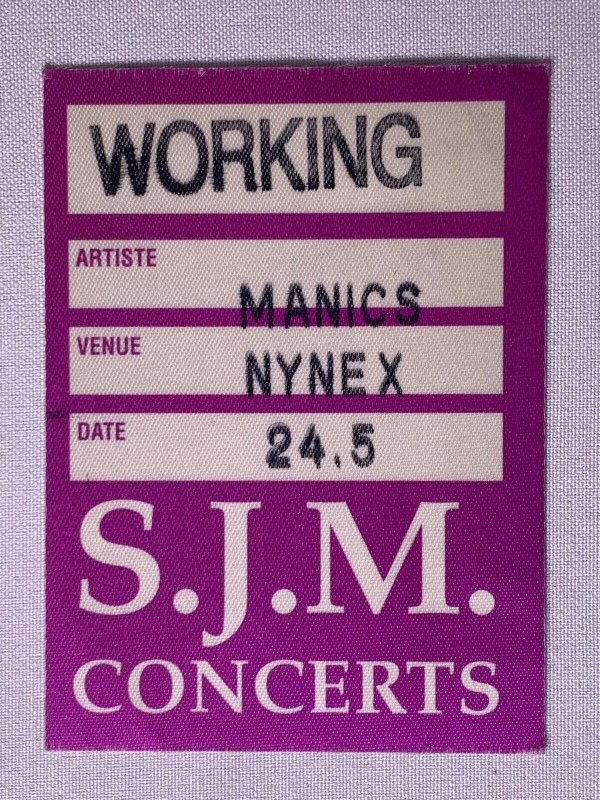 WORKING
ARTISTE
MANICS
VENUE
NYNEX
DATE
24.5
S.J.M.
CONCERTS